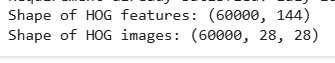 Shape of HOG features: (60000, 144)
Shape of HOG images: (60000, 28, 28)